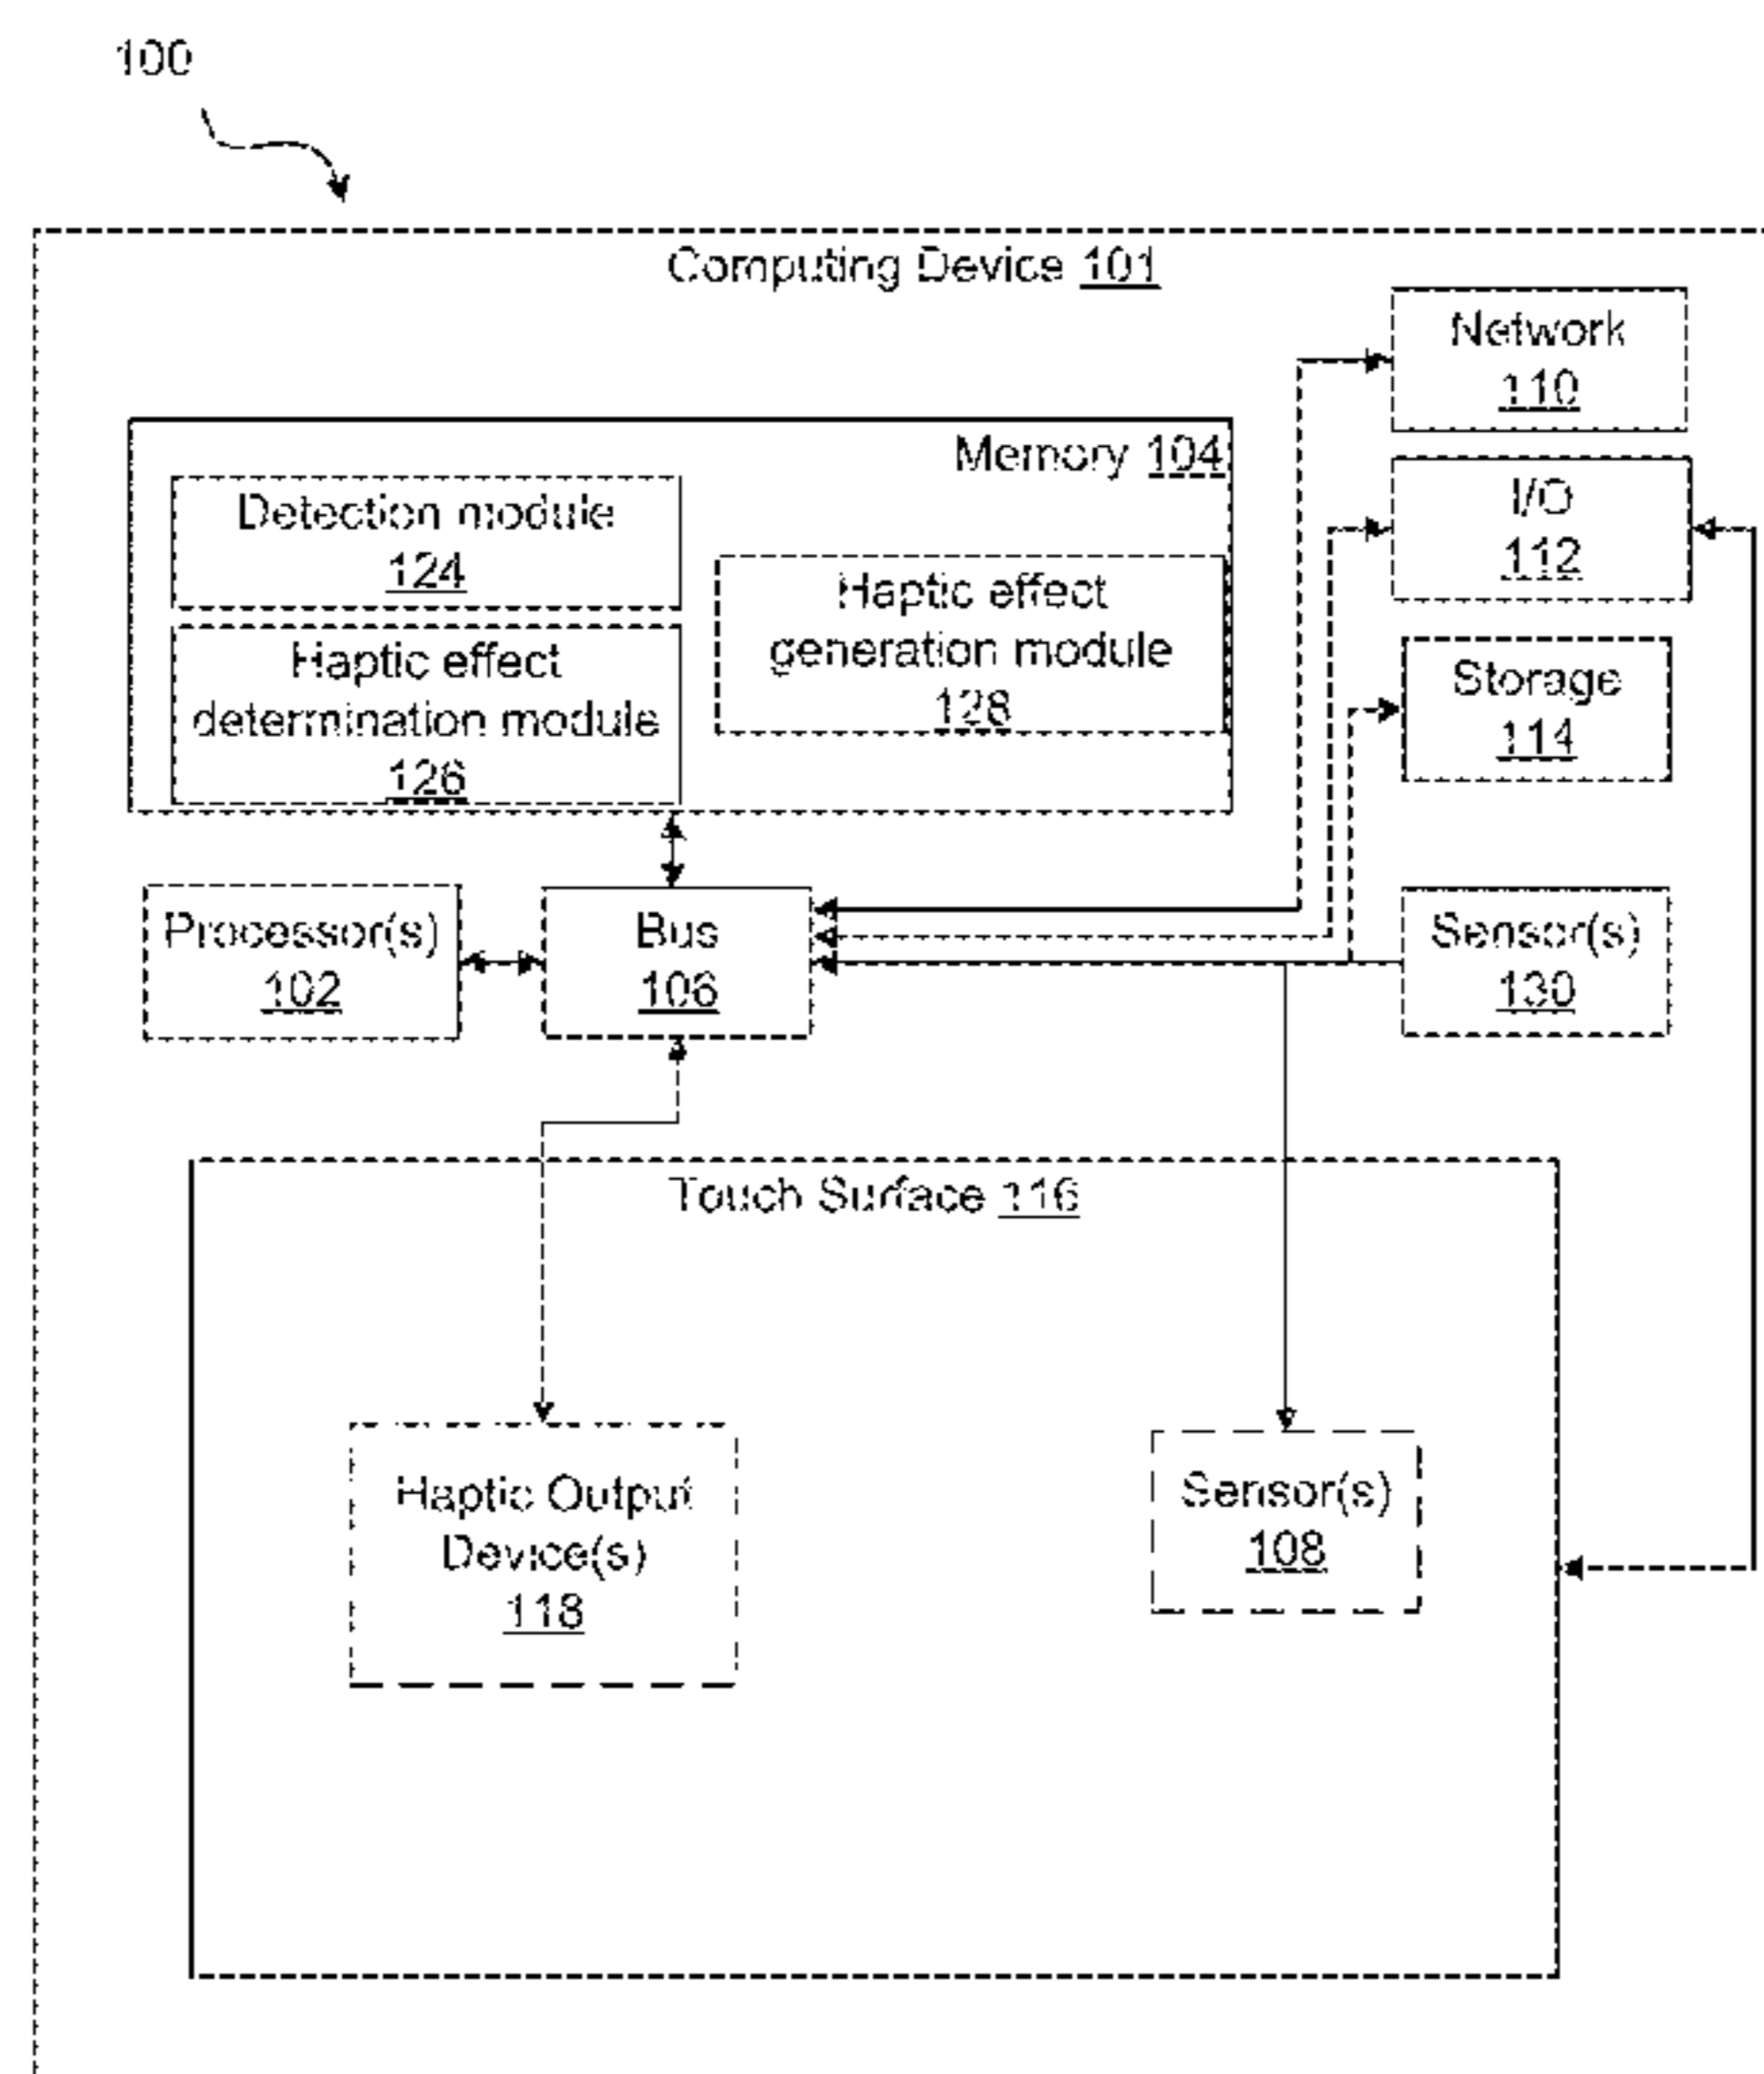 100
Computing Device 101
Network
110
Memory 104
I/O
112
Detection module
124
Haptic effect
generation module
128
Haptic effect
determination module
126
Storage
114
Processor(s)
102
Bus
106
Sensor(s)
130
Touch Surface 116
Haptic Output
Device(s)
118
Sensor(s)
108